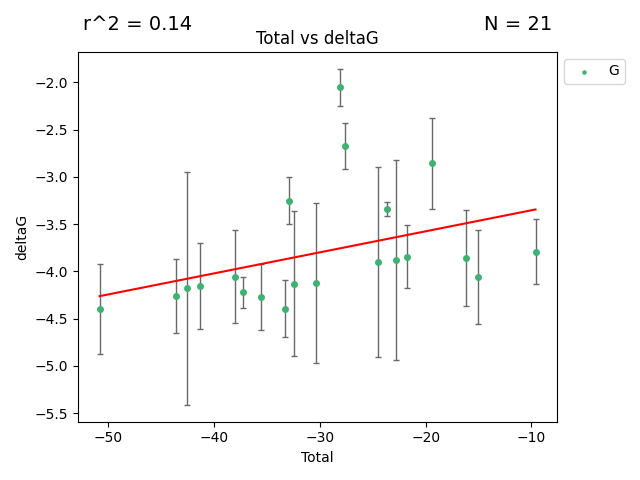 r^2 = 0.14
N = 21
Total vs deltaG
G
−2.0
−2.5
−3.0
−3.5
−4.0
−4.5
−5.0
−5.5
deltaG
−50
−40
−30
−20
−10
Total